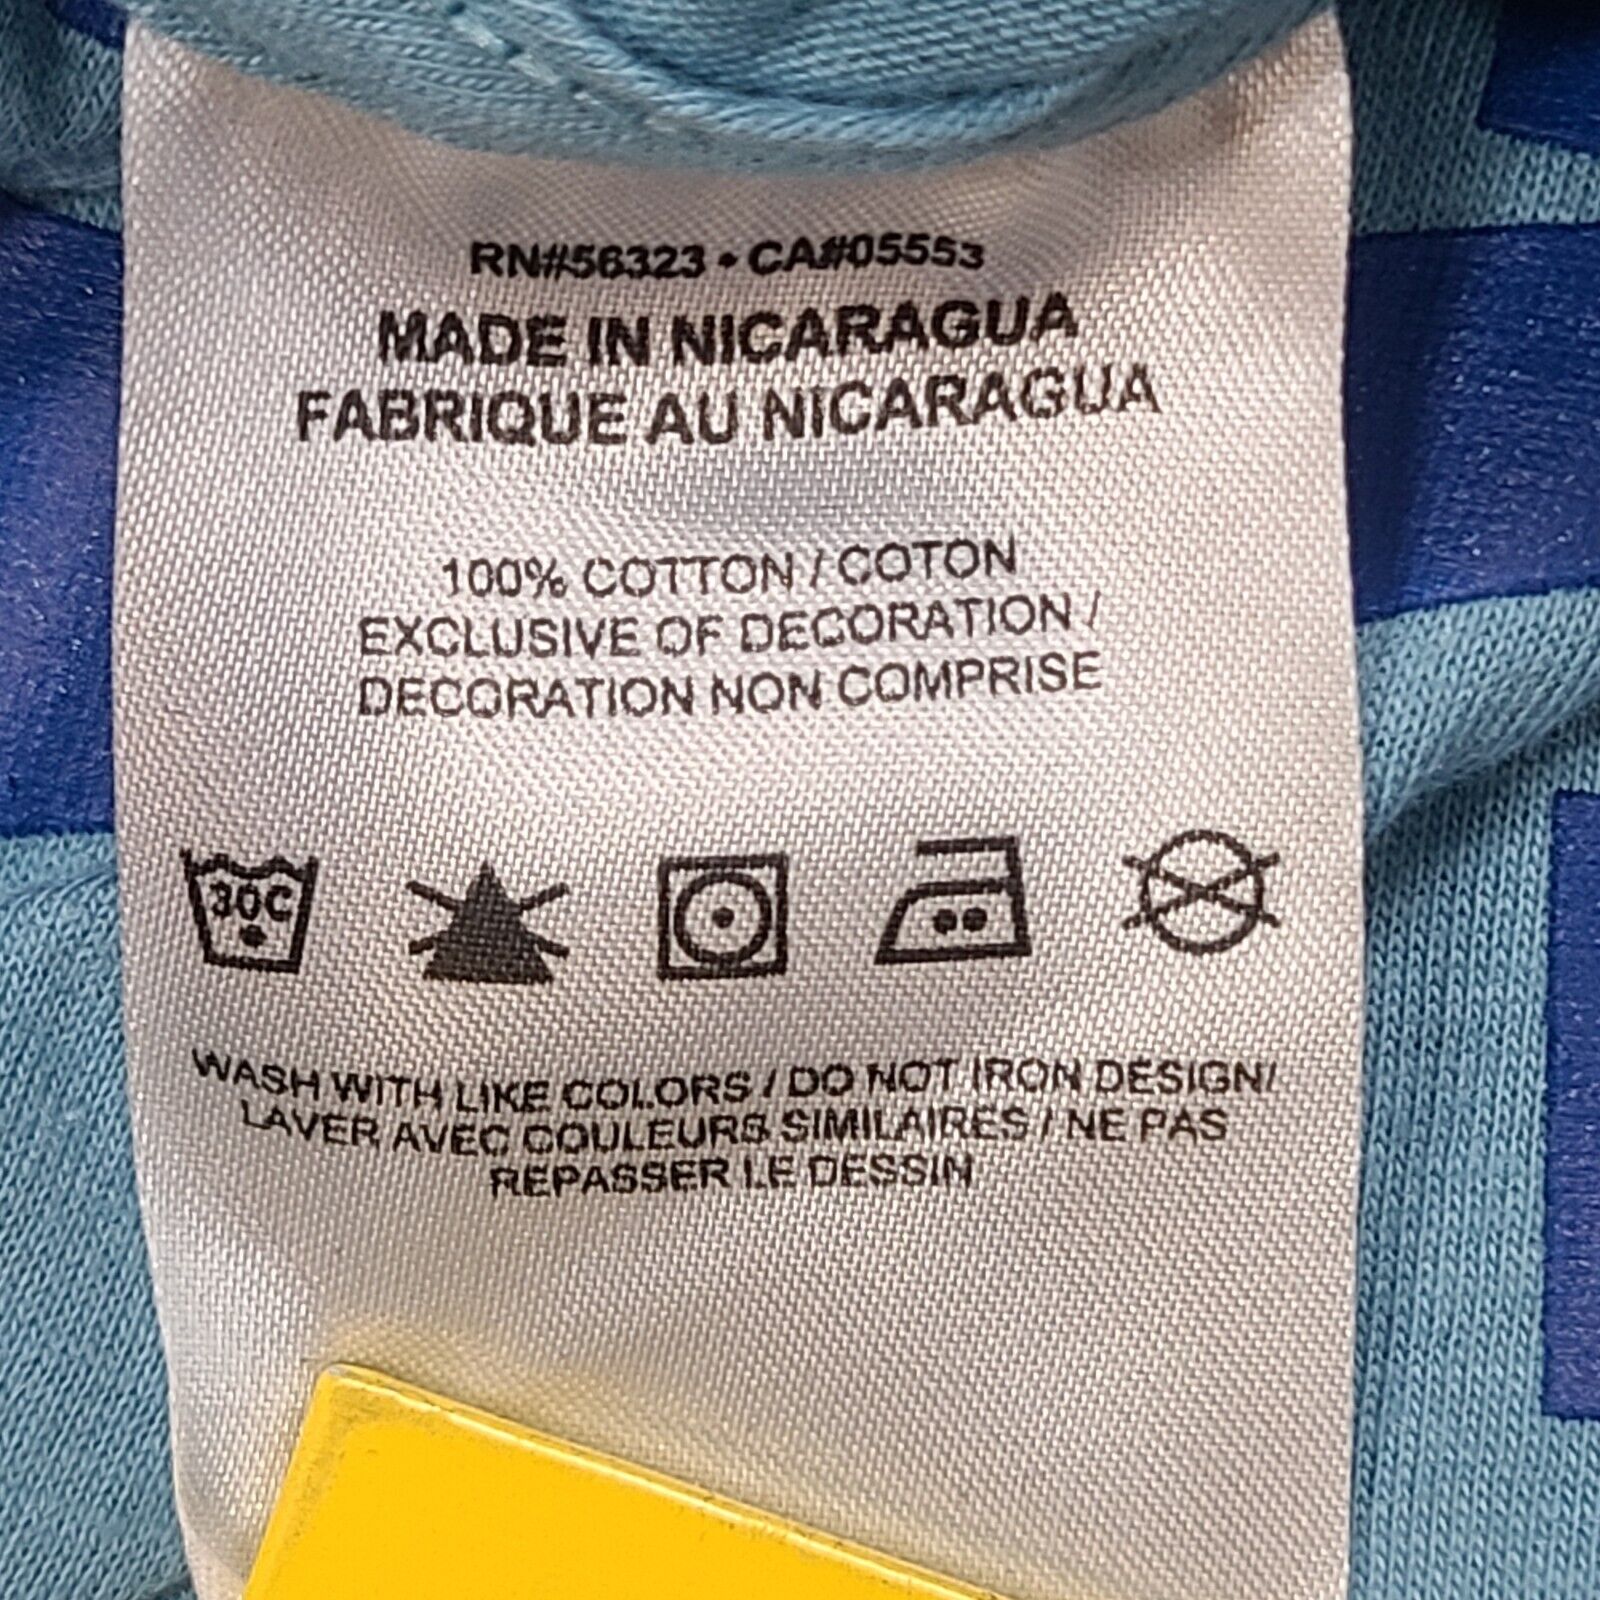 RN#56323 • CA#05553
MADE IN NICARAGUA
FABRIQUE AU NICARAGUA
100% COTTON / COTON
EXCLUSIVE OF DECORATION /
DECORATION NON COMPRISE
30C
WASH WITH LIKE COLORS / DO NOT IRON DESIGN/
LAVER AVEC COULEURS SIMILAIRES / NE PAS
REPASSER LE DESSIN